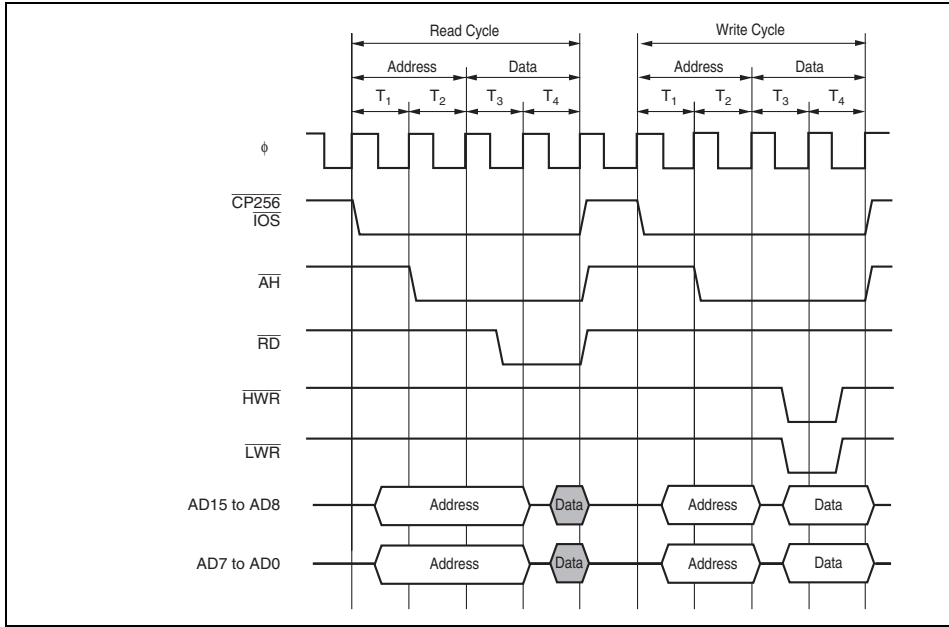 Read Cycle Write Cycle
Address Data Address Data
T1 T2 T3 T4 T1 T2 T3 T4
ϕ
CP256
IOS
AH
RD
HWR
LWR
AD15 to AD8 Address Data Address Data
AD7 to AD0 Address Data Address Data